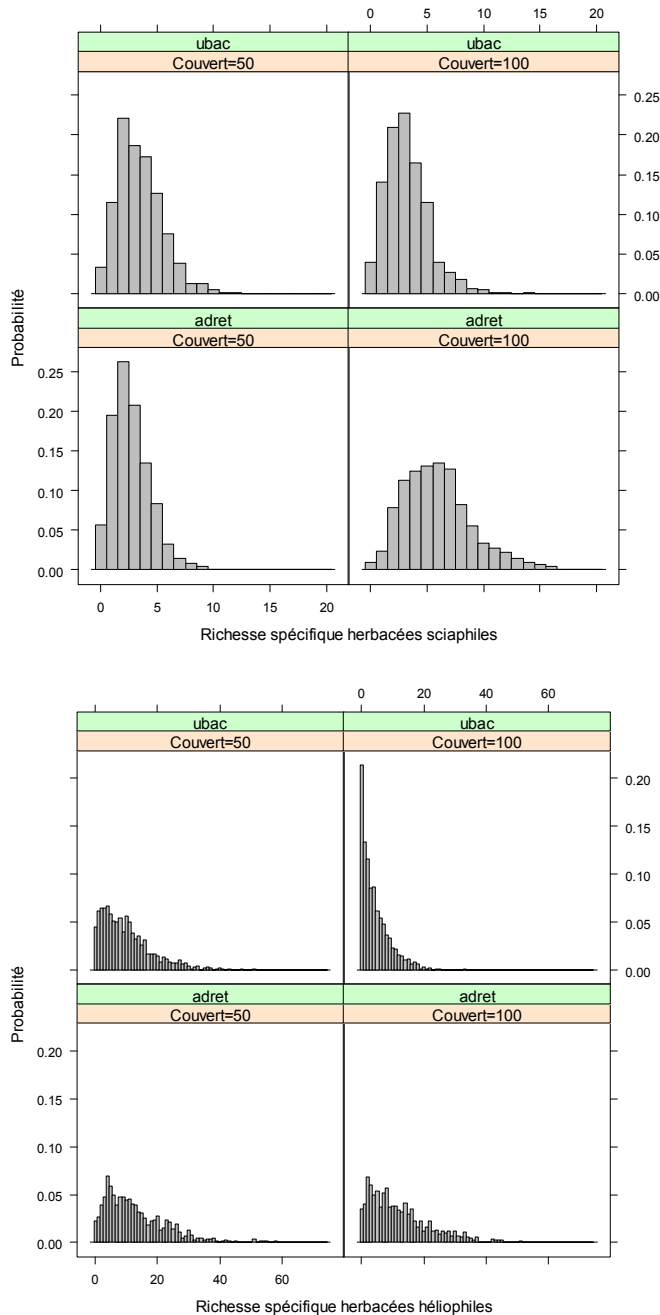 0 5 10 15 20
ubac ubac
Couvert=50 Couvert=100
0.25
0.20
0.15
0.10
0.05
0.00
Probabilité
adret adret
Couvert=50 Couvert=100
0.25
0.20
0.15
0.10
0.05
0.00
0 5 10 15 20
Richesse spécifique herbacées sciaphiles
0 20 40 60
ubac ubac
Couvert=50 Couvert=100
0.20
0.15
0.10
0.05
0.00
Probabilité
adret adret
Couvert=50 Couvert=100
0.20
0.15
0.10
0.05
0.00
0 20 40 60
Richesse spécifique herbacées héliophiles